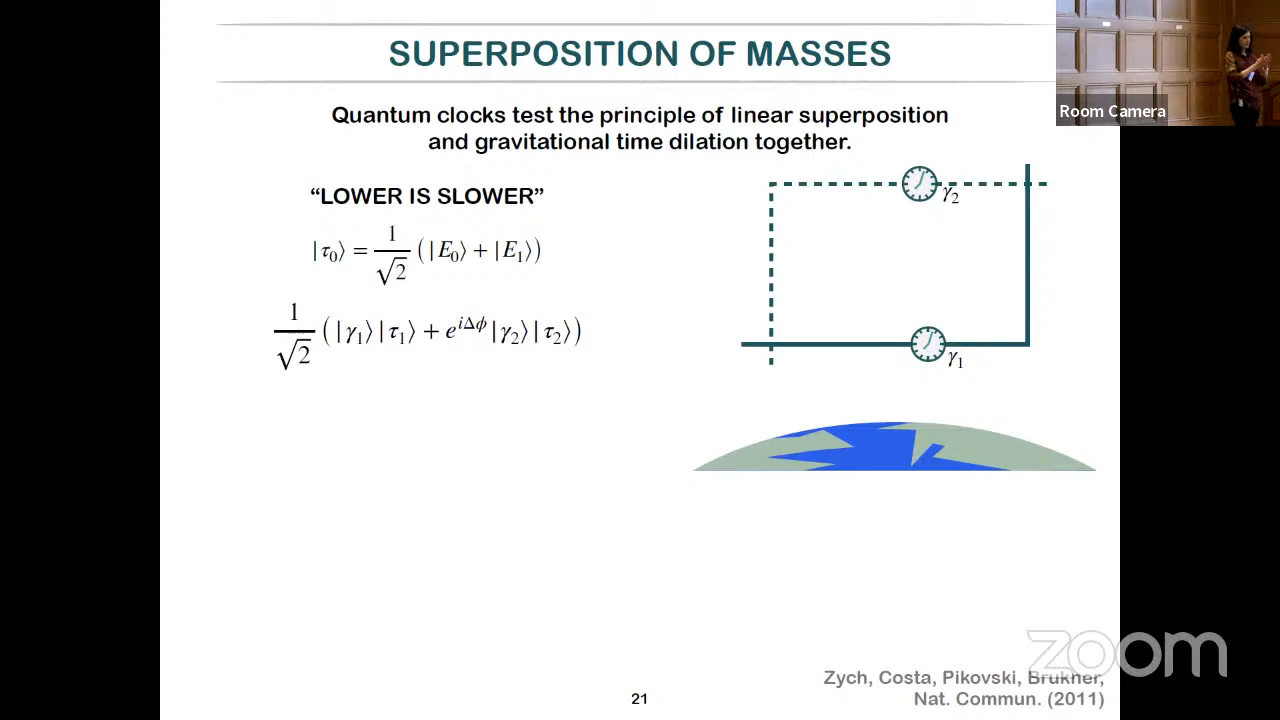 SUPERPOSITION OF MASSES
Room Camera
Quantum clocks test the principle of linear superposition
and gravitational time dilation together.
“LOWER IS SLOWER”
|τ₀⟩ = 1/√2 (|E₀⟩ + |E₁⟩)
1/√2 (|γ₁⟩|τ₁⟩ + e^{iΔϕ}|γ₂⟩|τ₂⟩)
γ₂
γ₁
zoom
Zych, Costa, Pikovski, Brukner,
Nat. Commun. (2011)
21